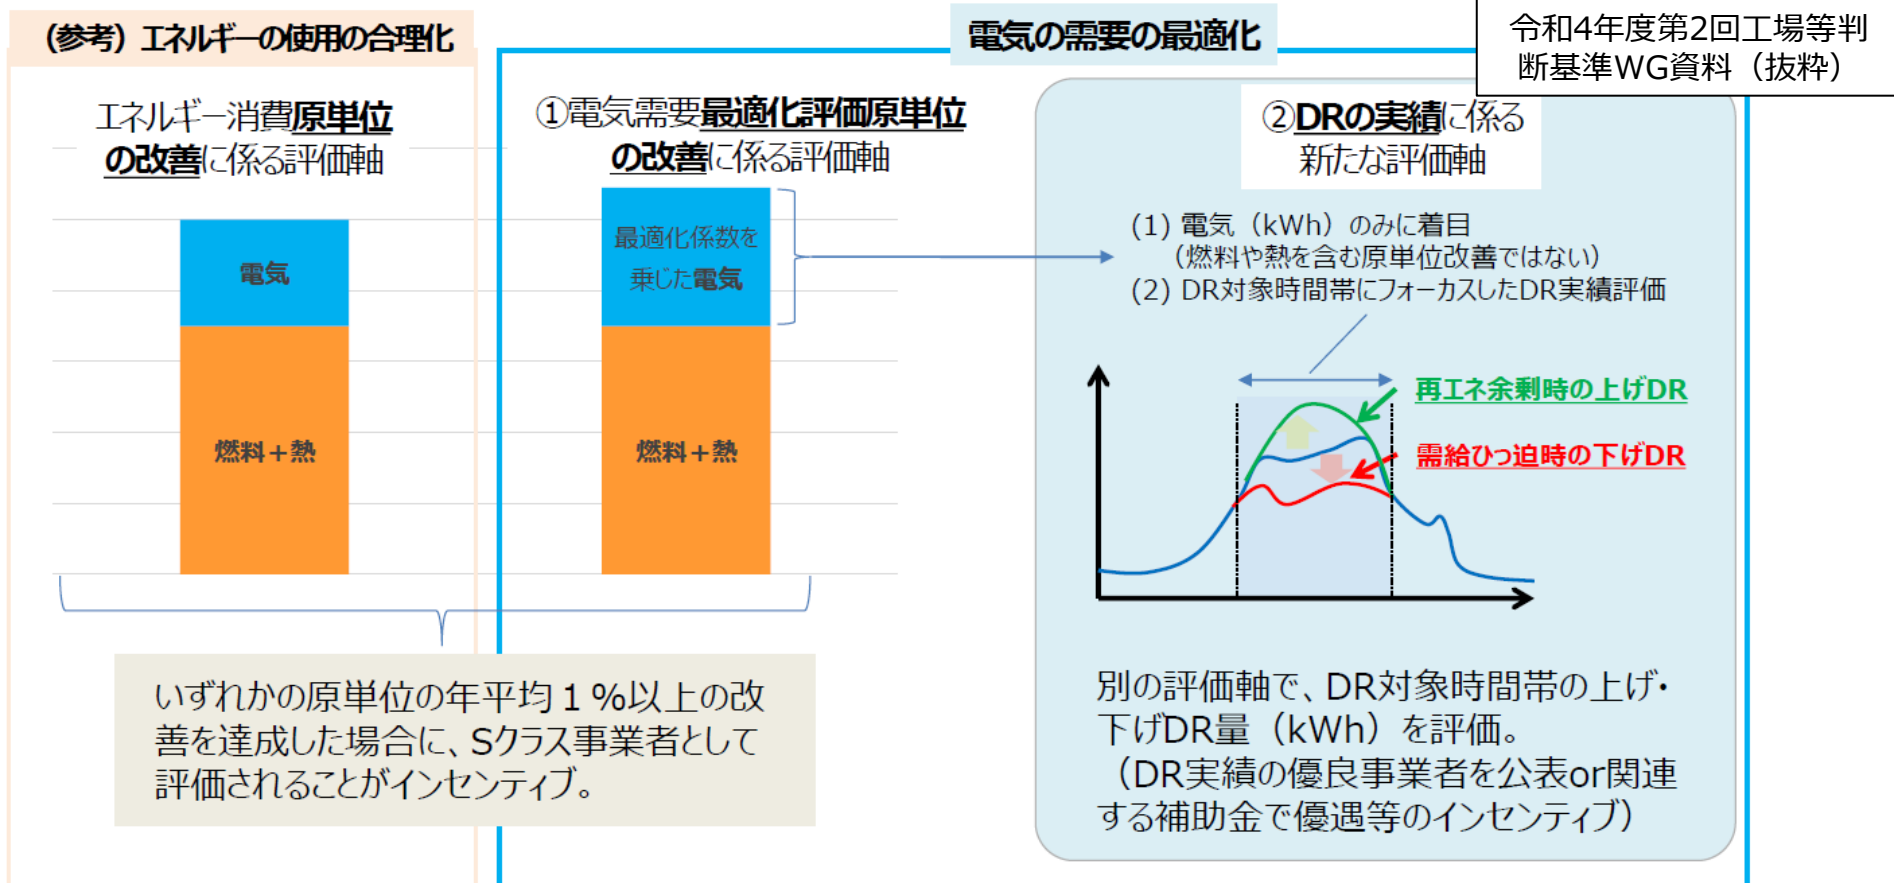 (参考) エネルギーの使用の合理化
電気の需要の最適化
令和4年度第2回工場等判
断基準WG資料（抜粋）
エネルギー消費原単位
の改善に係る評価軸
電気
燃料＋熱
①電気需要最適化評価原単位
の改善に係る評価軸
最適化係数を
乗じた電気
燃料＋熱
いずれかの原単位の年平均１%以上の改
善を達成した場合に、Sクラス事業者として
評価されることがインセンティブ。
②DRの実績に係る
新たな評価軸
(1) 電気（kWh）のみに着目
（燃料や熱を含む原単位改善ではない）
(2) DR対象時間帯にフォーカスしたDR実績評価
再エネ余剰時の上げDR
需給ひっ迫時の下げDR
別の評価軸で、DR対象時間帯の上げ・
下げDR量（kWh）を評価。
（DR実績の優良事業者を公表or関連
する補助金で優遇等のインセンティブ）